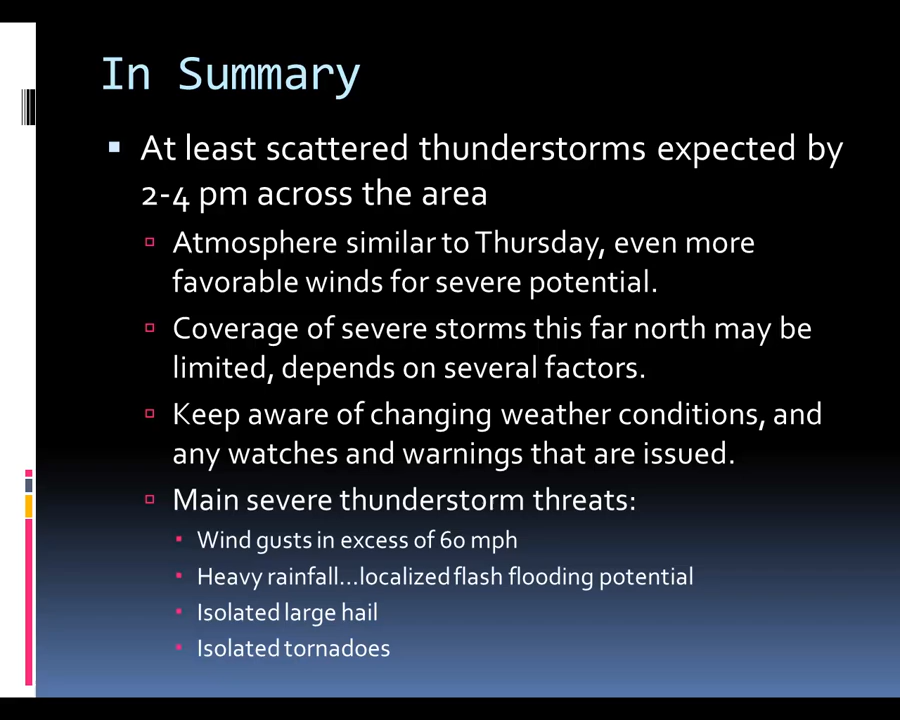 In Summary
At least scattered thunderstorms expected by
2-4 pm across the area
Atmosphere similar to Thursday, even more
favorable winds for severe potential.
Coverage of severe storms this far north may be
limited, depends on several factors.
Keep aware of changing weather conditions, and
any watches and warnings that are issued.
Main severe thunderstorm threats:
Wind gusts in excess of 60 mph
Heavy rainfall...localized flash flooding potential
Isolated large hail
Isolated tornadoes